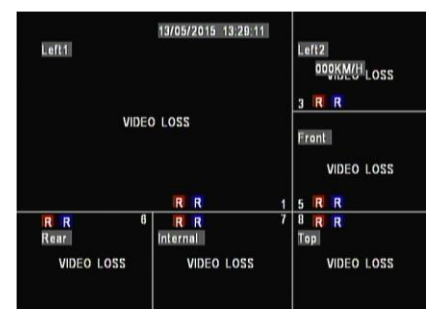 13/05/2015 13:29:11
Left1
VIDEO LOSS
R R 1
Left2
000KM/H
VIDEO LOSS
3 R R
Front
VIDEO LOSS
5 R R
R R 6
Rear
VIDEO LOSS
R R 7
Internal
VIDEO LOSS
8 R R
Top
VIDEO LOSS